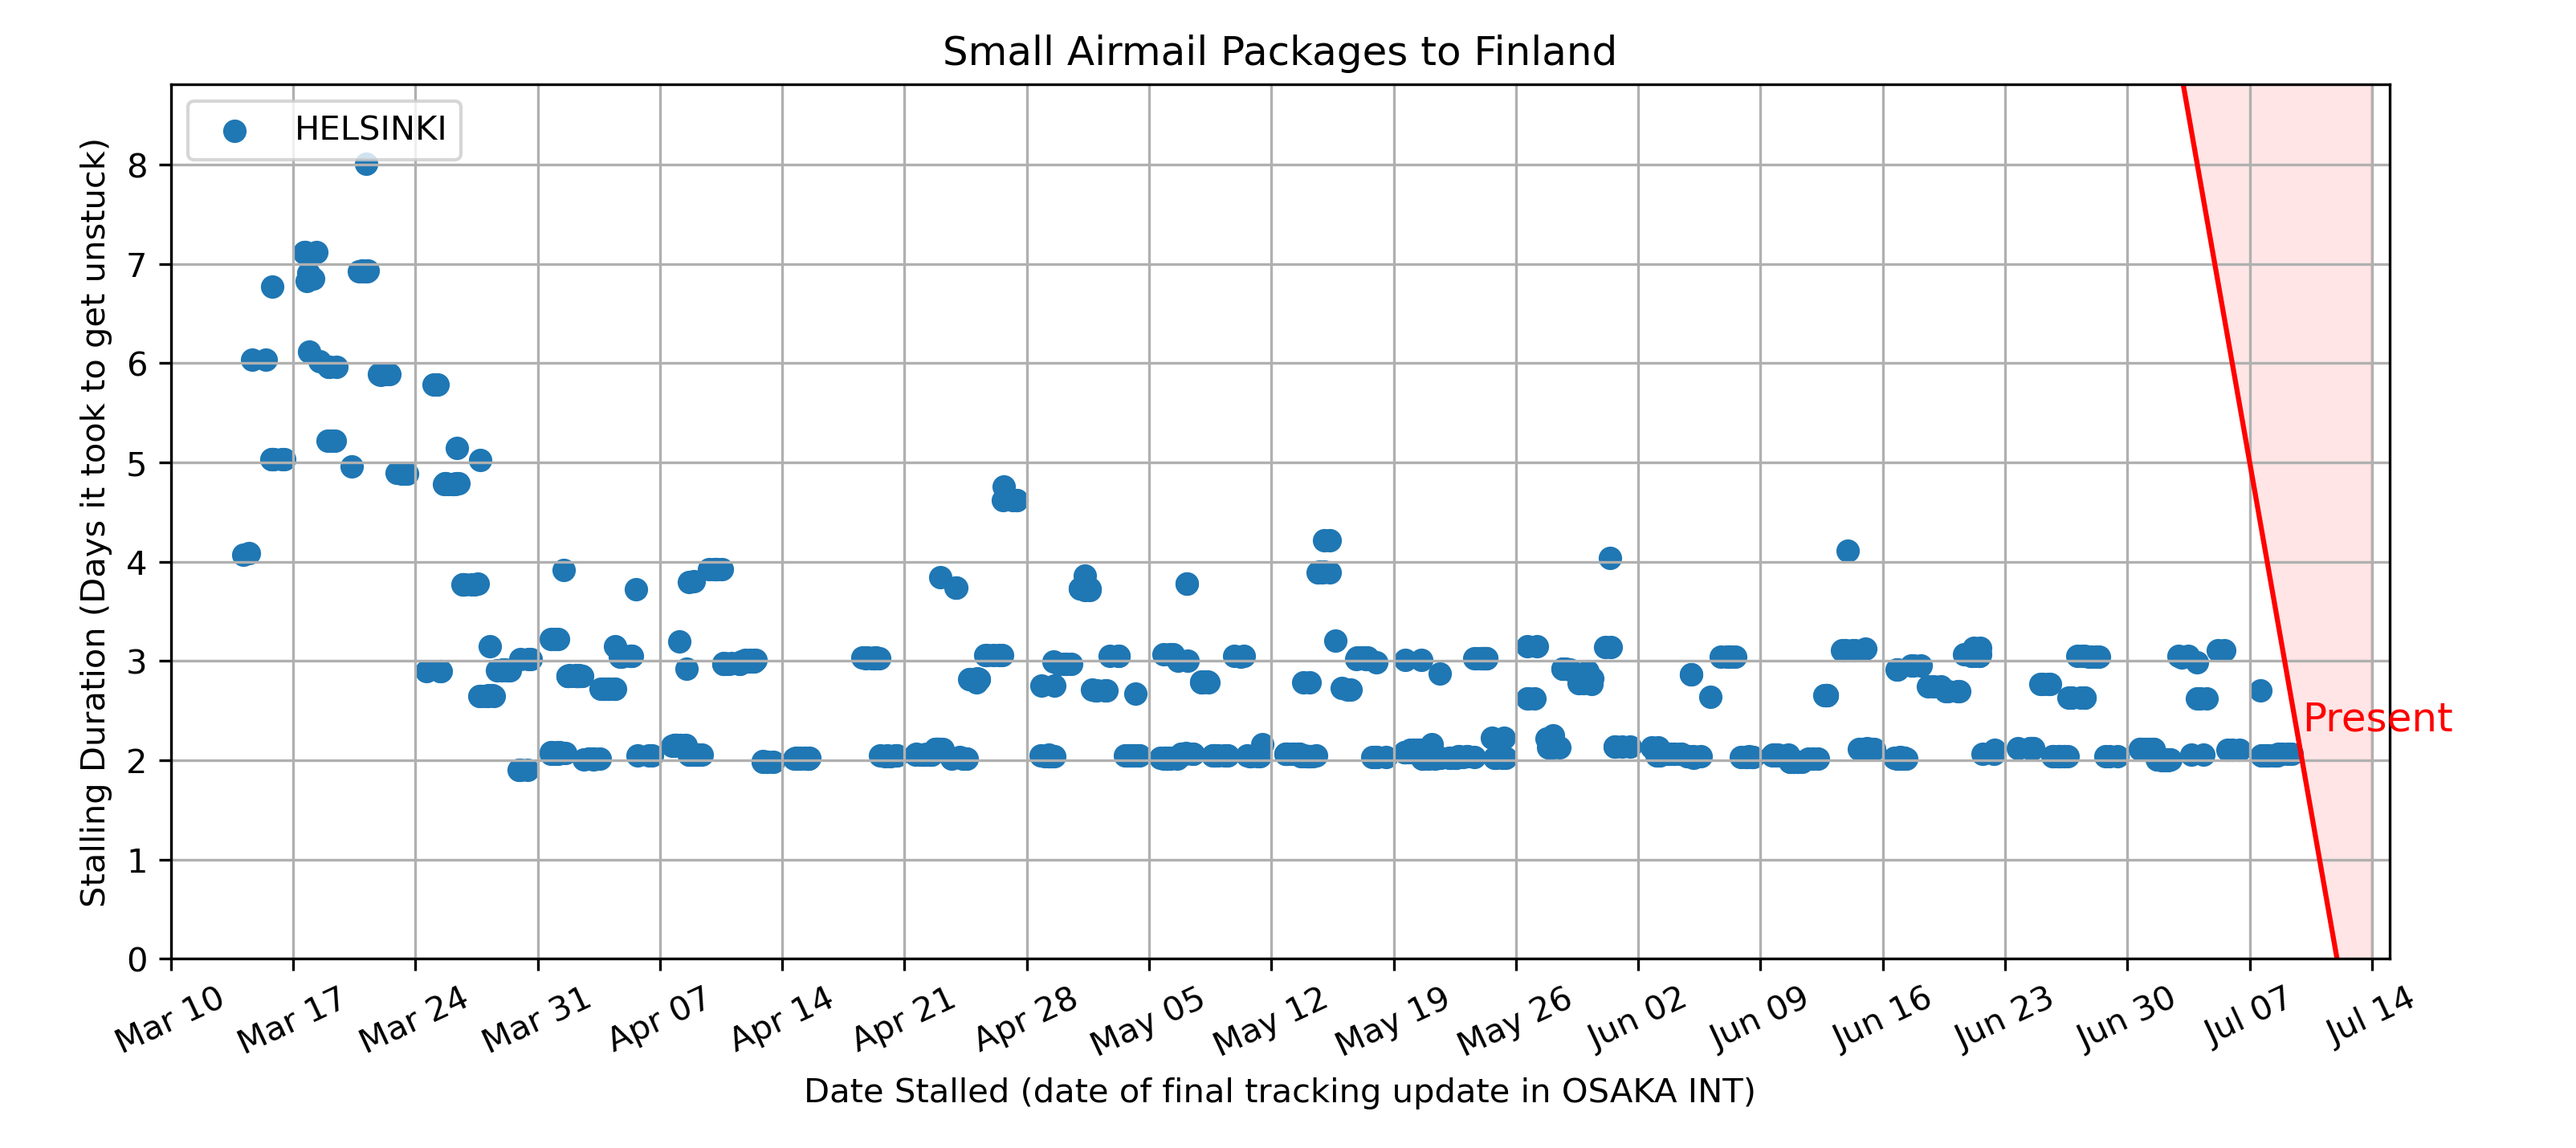 Small Airmail Packages to Finland
HELSINKI
Stalling Duration (Days it took to get unstuck)
8
7
6
5
4
3
2
1
0
Present
Mar 10
Mar 17
Mar 24
Mar 31
Apr 07
Apr 14
Apr 21
Apr 28
May 05
May 12
May 19
May 26
Jun 02
Jun 09
Jun 16
Jun 23
Jun 30
Jul 07
Jul 14
Date Stalled (date of final tracking update in OSAKA INT)